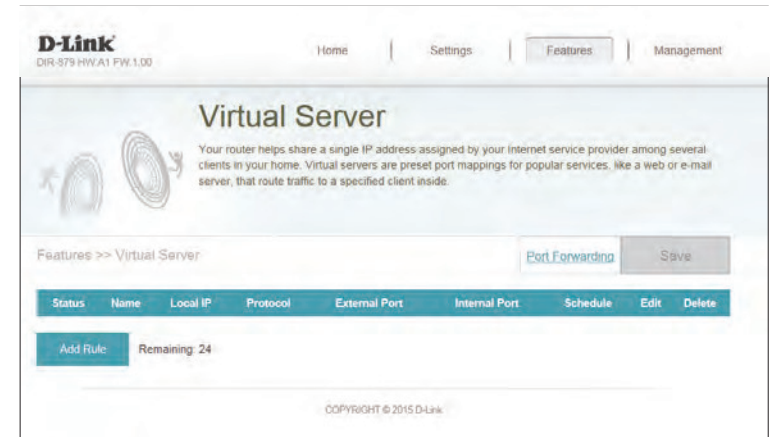 D-Link
DIR-879 HW:A1 FW:1.00
Home | Settings | Features | Management
Virtual Server
Your router helps share a single IP address assigned by your Internet service provider among several
clients in your home. Virtual servers are preset port mappings for popular services, like a web or e-mail
server, that route traffic to a specified client inside.
Features >> Virtual Server Port Forwarding Save
Status Name Local IP Protocol External Port Internal Port Schedule Edit Delete
Add Rule Remaining: 24
COPYRIGHT © 2015 D-Link